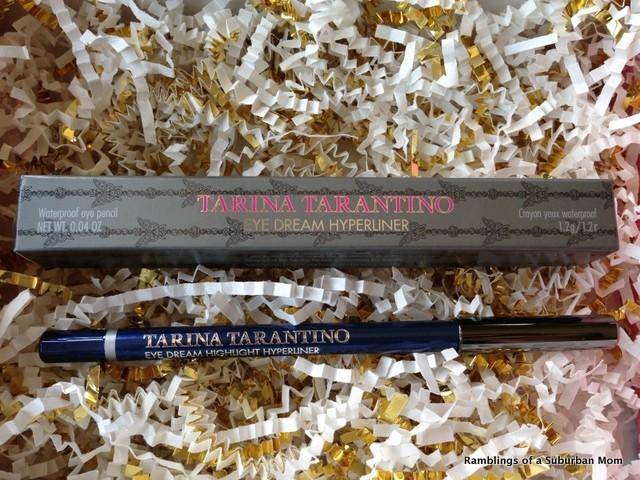 TARINA TARANTINO
EYE DREAM HYPERLINER
Waterproof eye pencil
NET WT. 0.04 OZ
Crayon yeux waterproof
1.2g/1.2r
TARINA TARANTINO
EYE DREAM HIGHLIGHT HYPERLINER
Ramblings of a Suburban Mom